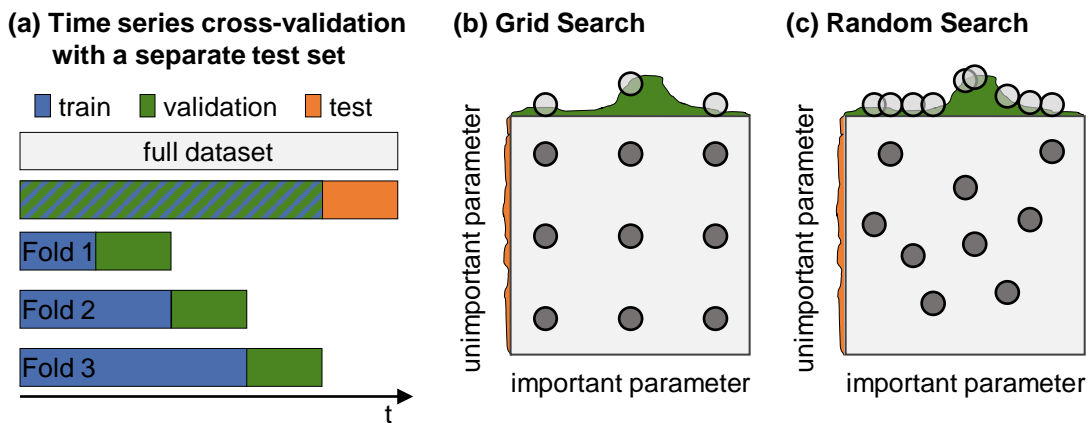 (a) Time series cross-validation
with a separate test set
train validation test
full dataset
Fold 1
Fold 2
Fold 3
t
(b) Grid Search
unimportant parameter
important parameter
(c) Random Search
unimportant parameter
important parameter